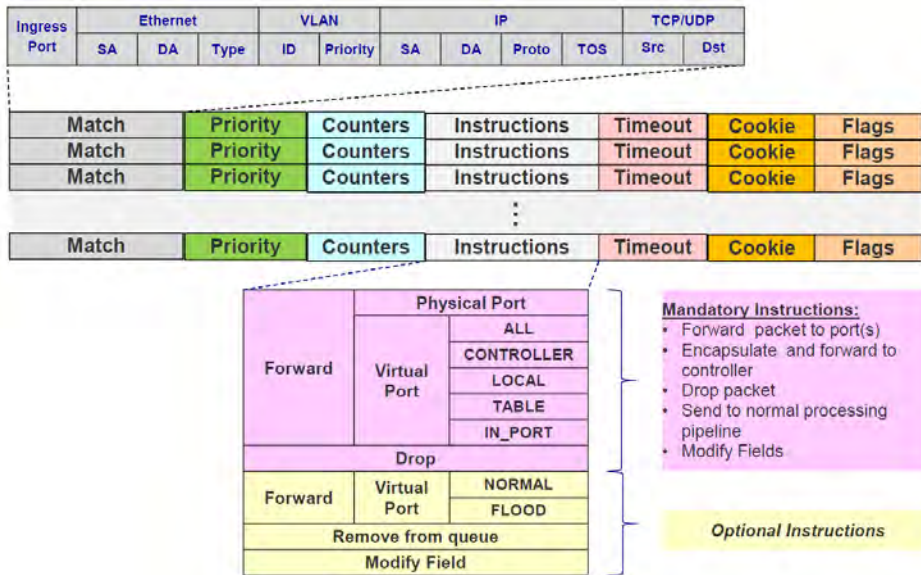 Ingress Port Ethernet VLAN IP TCP/UDP
SA DA Type ID Priority SA DA Proto TOS Src Dst
Match Priority Counters Instructions Timeout Cookie Flags
Match Priority Counters Instructions Timeout Cookie Flags
Match Priority Counters Instructions Timeout Cookie Flags
⋮
Match Priority Counters Instructions Timeout Cookie Flags
Forward
Physical Port
Virtual Port
ALL
CONTROLLER
LOCAL
TABLE
IN_PORT
Drop
Forward
Virtual Port
NORMAL
FLOOD
Remove from queue
Modify Field
Mandatory Instructions:
• Forward packet to port(s)
• Encapsulate and forward to
controller
• Drop packet
• Send to normal processing
pipeline
• Modify Fields
Optional Instructions